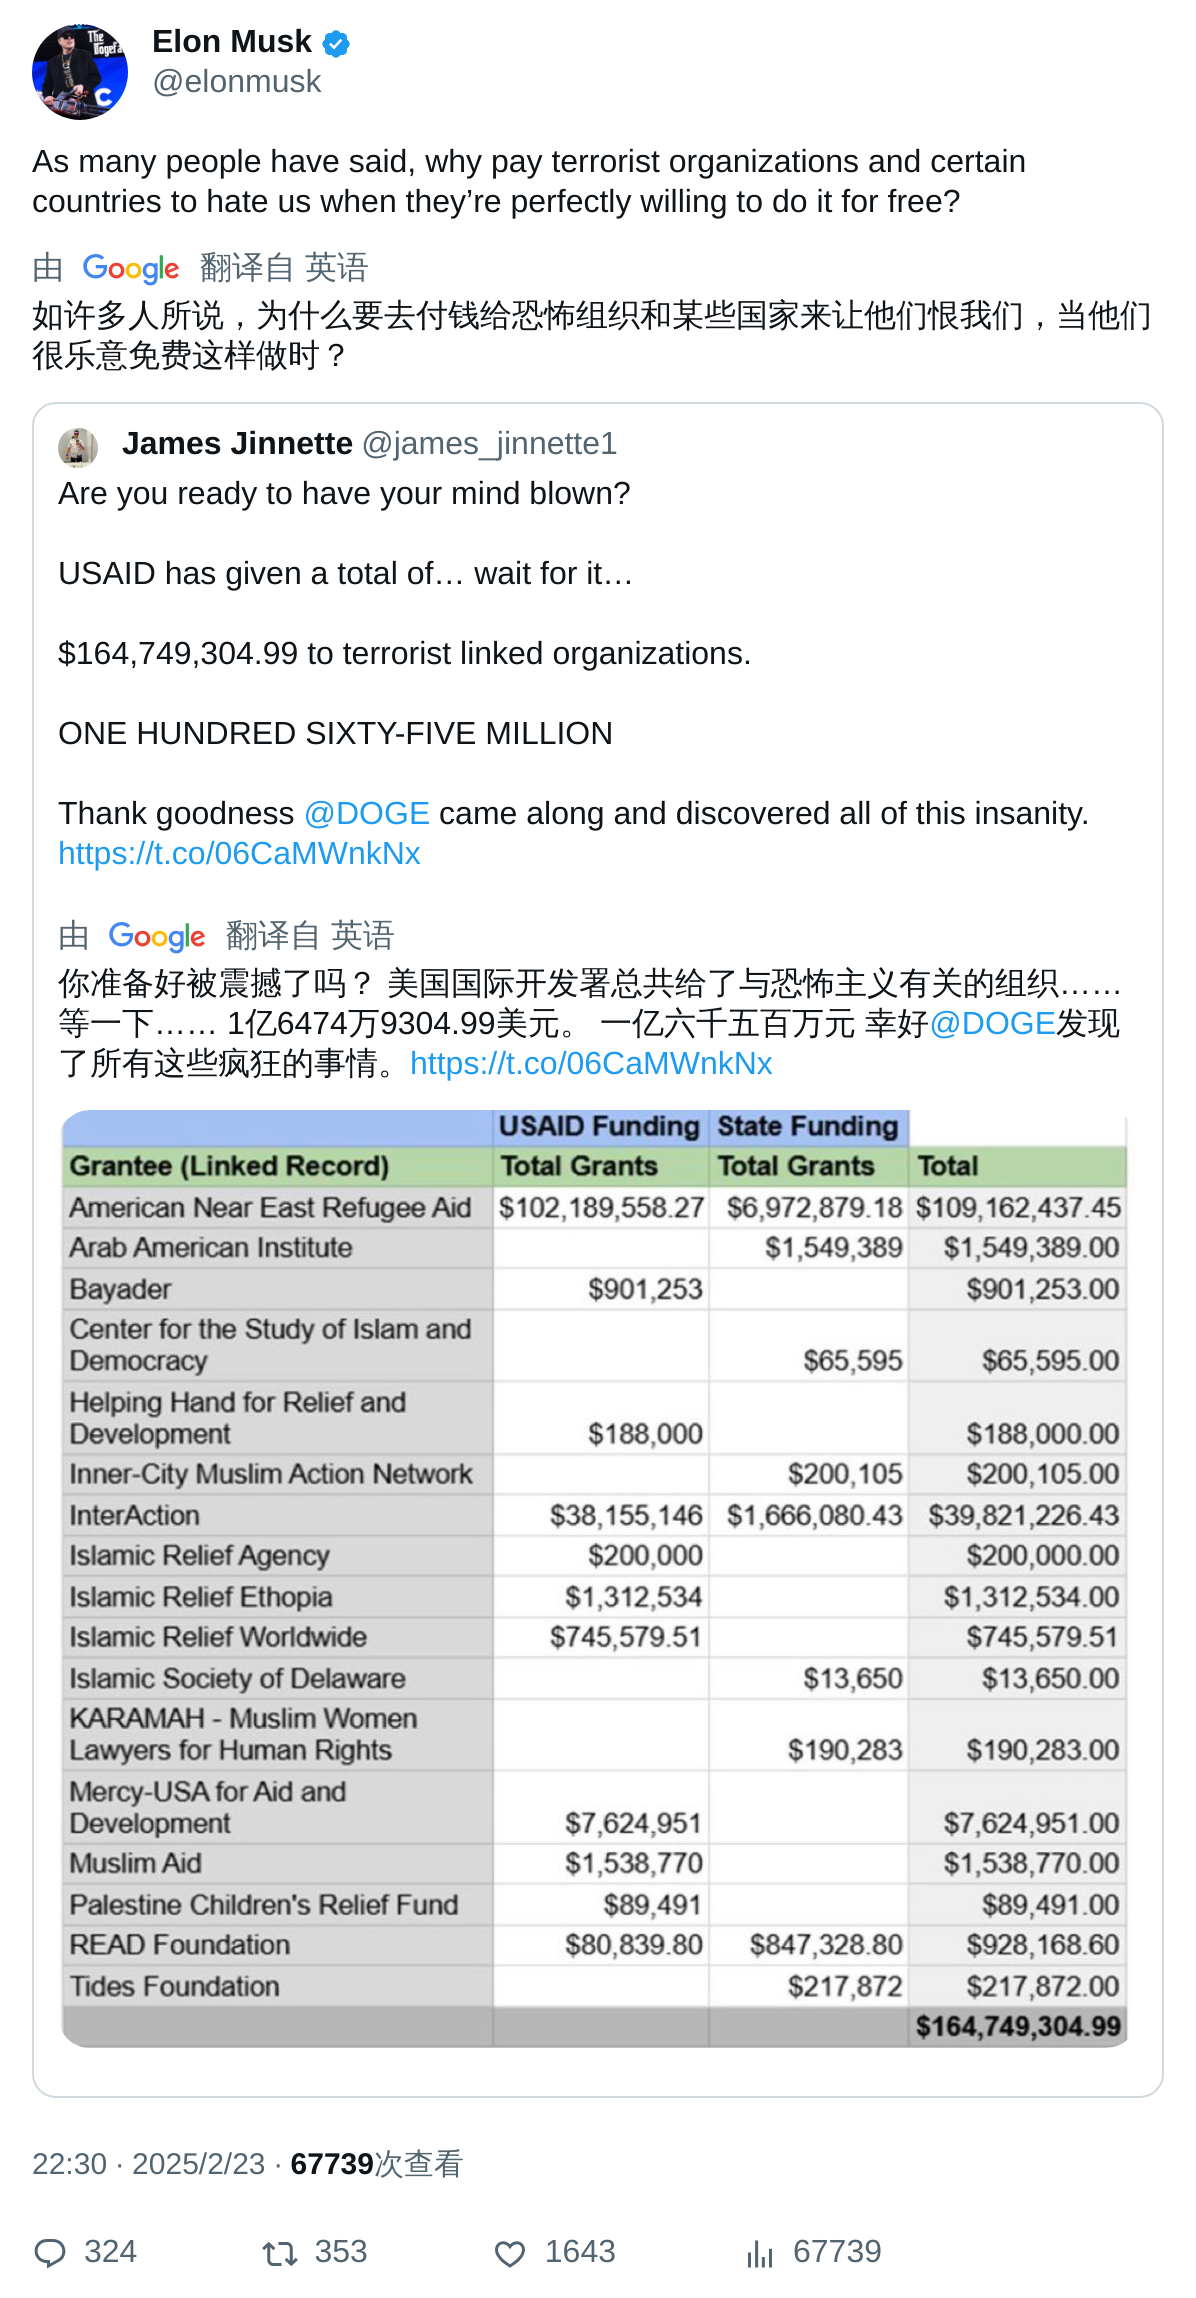 Elon Musk
@elonmusk
As many people have said, why pay terrorist organizations and certain
countries to hate us when they’re perfectly willing to do it for free?
由 Google 翻译自 英语
如许多人所说，为什么要去付钱给恐怖组织和某些国家来让他们恨我们，当他们
很乐意免费这样做时？
James Jinnette @james_jinnette1
Are you ready to have your mind blown?
USAID has given a total of… wait for it…
$164,749,304.99 to terrorist linked organizations.
ONE HUNDRED SIXTY-FIVE MILLION
Thank goodness @DOGE came along and discovered all of this insanity.
https://t.co/06CaMWnkNx
由 Google 翻译自 英语
你准备好被震撼了吗？ 美国国际开发署总共给了与恐怖主义有关的组织……
等一下…… 1亿6474万9304.99美元。 一亿六千五百万元 幸好@DOGE发现
了所有这些疯狂的事情。https://t.co/06CaMWnkNx
USAID Funding State Funding
Grantee (Linked Record) Total Grants Total Grants Total
American Near East Refugee Aid $102,189,558.27 $6,972,879.18 $109,162,437.45
Arab American Institute $1,549,389 $1,549,389.00
Bayader $901,253 $901,253.00
Center for the Study of Islam and
Democracy $65,595 $65,595.00
Helping Hand for Relief and
Development $188,000 $188,000.00
Inner-City Muslim Action Network $200,105 $200,105.00
InterAction $38,155,146 $1,666,080.43 $39,821,226.43
Islamic Relief Agency $200,000 $200,000.00
Islamic Relief Ethopia $1,312,534 $1,312,534.00
Islamic Relief Worldwide $745,579.51 $745,579.51
Islamic Society of Delaware $13,650 $13,650.00
KARAMAH - Muslim Women
Lawyers for Human Rights $190,283 $190,283.00
Mercy-USA for Aid and
Development $7,624,951 $7,624,951.00
Muslim Aid $1,538,770 $1,538,770.00
Palestine Children's Relief Fund $89,491 $89,491.00
READ Foundation $80,839.80 $847,328.80 $928,168.60
Tides Foundation $217,872 $217,872.00
$164,749,304.99
22:30 · 2025/2/23 · 67739次查看
324 353 1643 67739